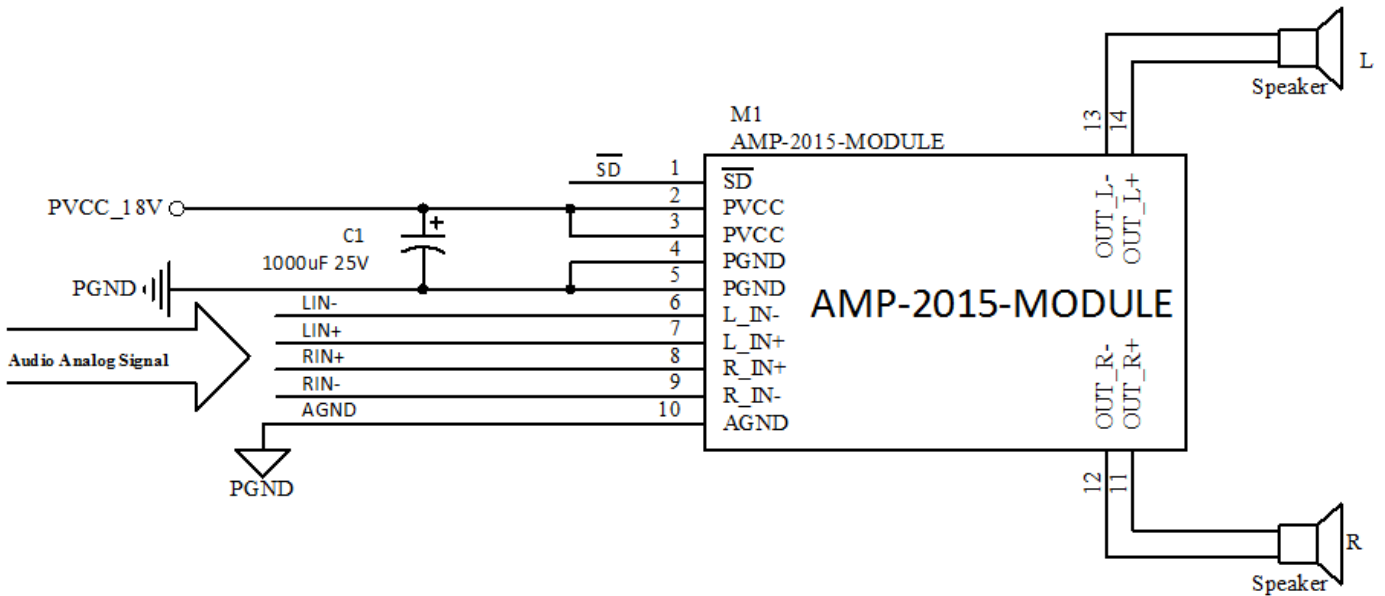 L
Speaker
M1
AMP-2015-MODULE
13
14
SD
1
SD
OUT_L-
OUT_L+
PVCC_18V
2
PVCC
3
PVCC
C1
+
1000uF 25V
4
PGND
PGND
5
PGND
AMP-2015-MODULE
LIN-
6
L_IN-
LIN+
7
L_IN+
Audio Analog Signal
RIN+
8
R_IN+
RIN-
9
R_IN-
AGND
10
AGND
OUT_R-
OUT_R+
PGND
12
11
R
Speaker